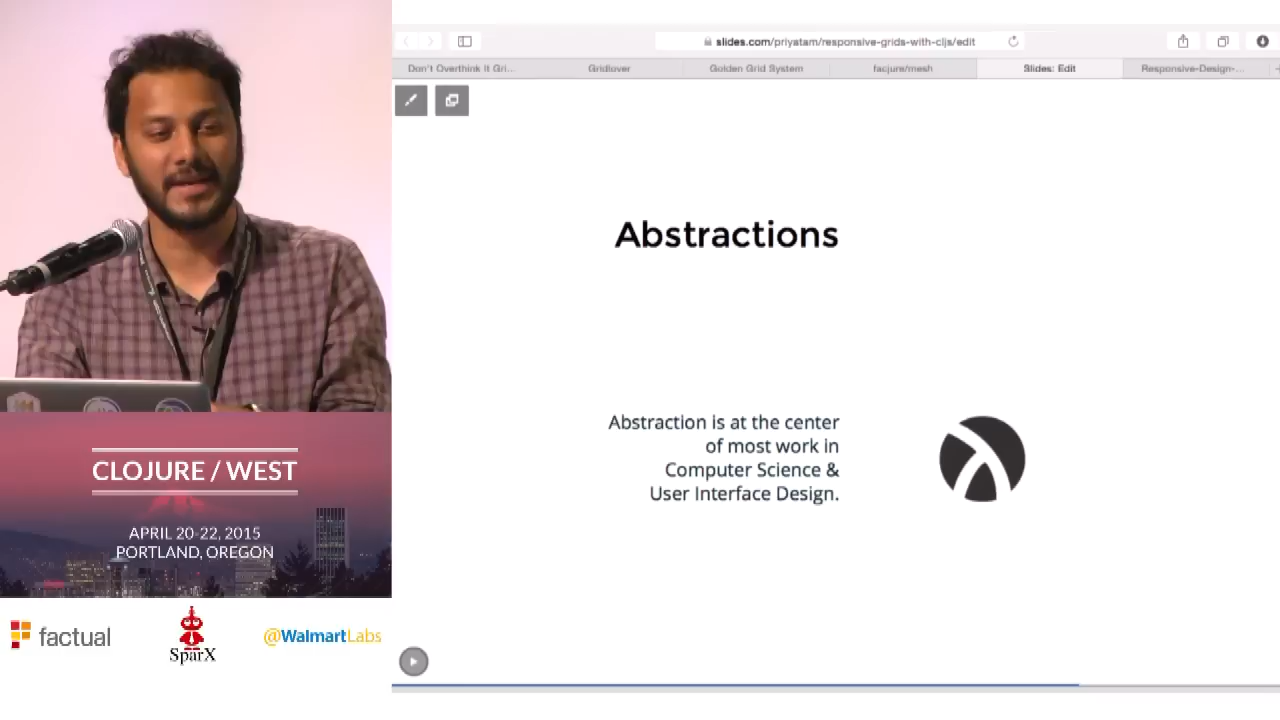 slides.com/priyatam/responsive-grids-with-cljs/edit
Don't Overthink It Gri...
Gridlover
Golden Grid System
facjure/mesh
Slides: Edit
Responsive-Design-...
Abstractions
Abstraction is at the center
of most work in
Computer Science &
User Interface Design.
CLOJURE / WEST
APRIL 20-22, 2015
PORTLAND, OREGON
factual
SparX
@WalmartLabs